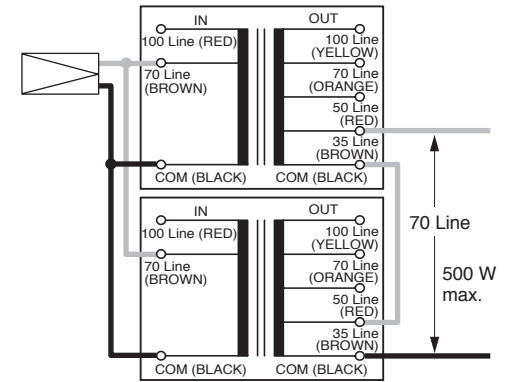 IN
OUT
100 Line (RED)
100 Line
(YELLOW)
70 Line
(BROWN)
70 Line
(ORANGE)
50 Line
(RED)
35 Line
(BROWN)
COM (BLACK)
COM (BLACK)
IN
OUT
100 Line (RED)
100 Line
(YELLOW)
70 Line
(BROWN)
70 Line
(ORANGE)
50 Line
(RED)
35 Line
(BROWN)
COM (BLACK)
COM (BLACK)
70 Line
500 W
max.